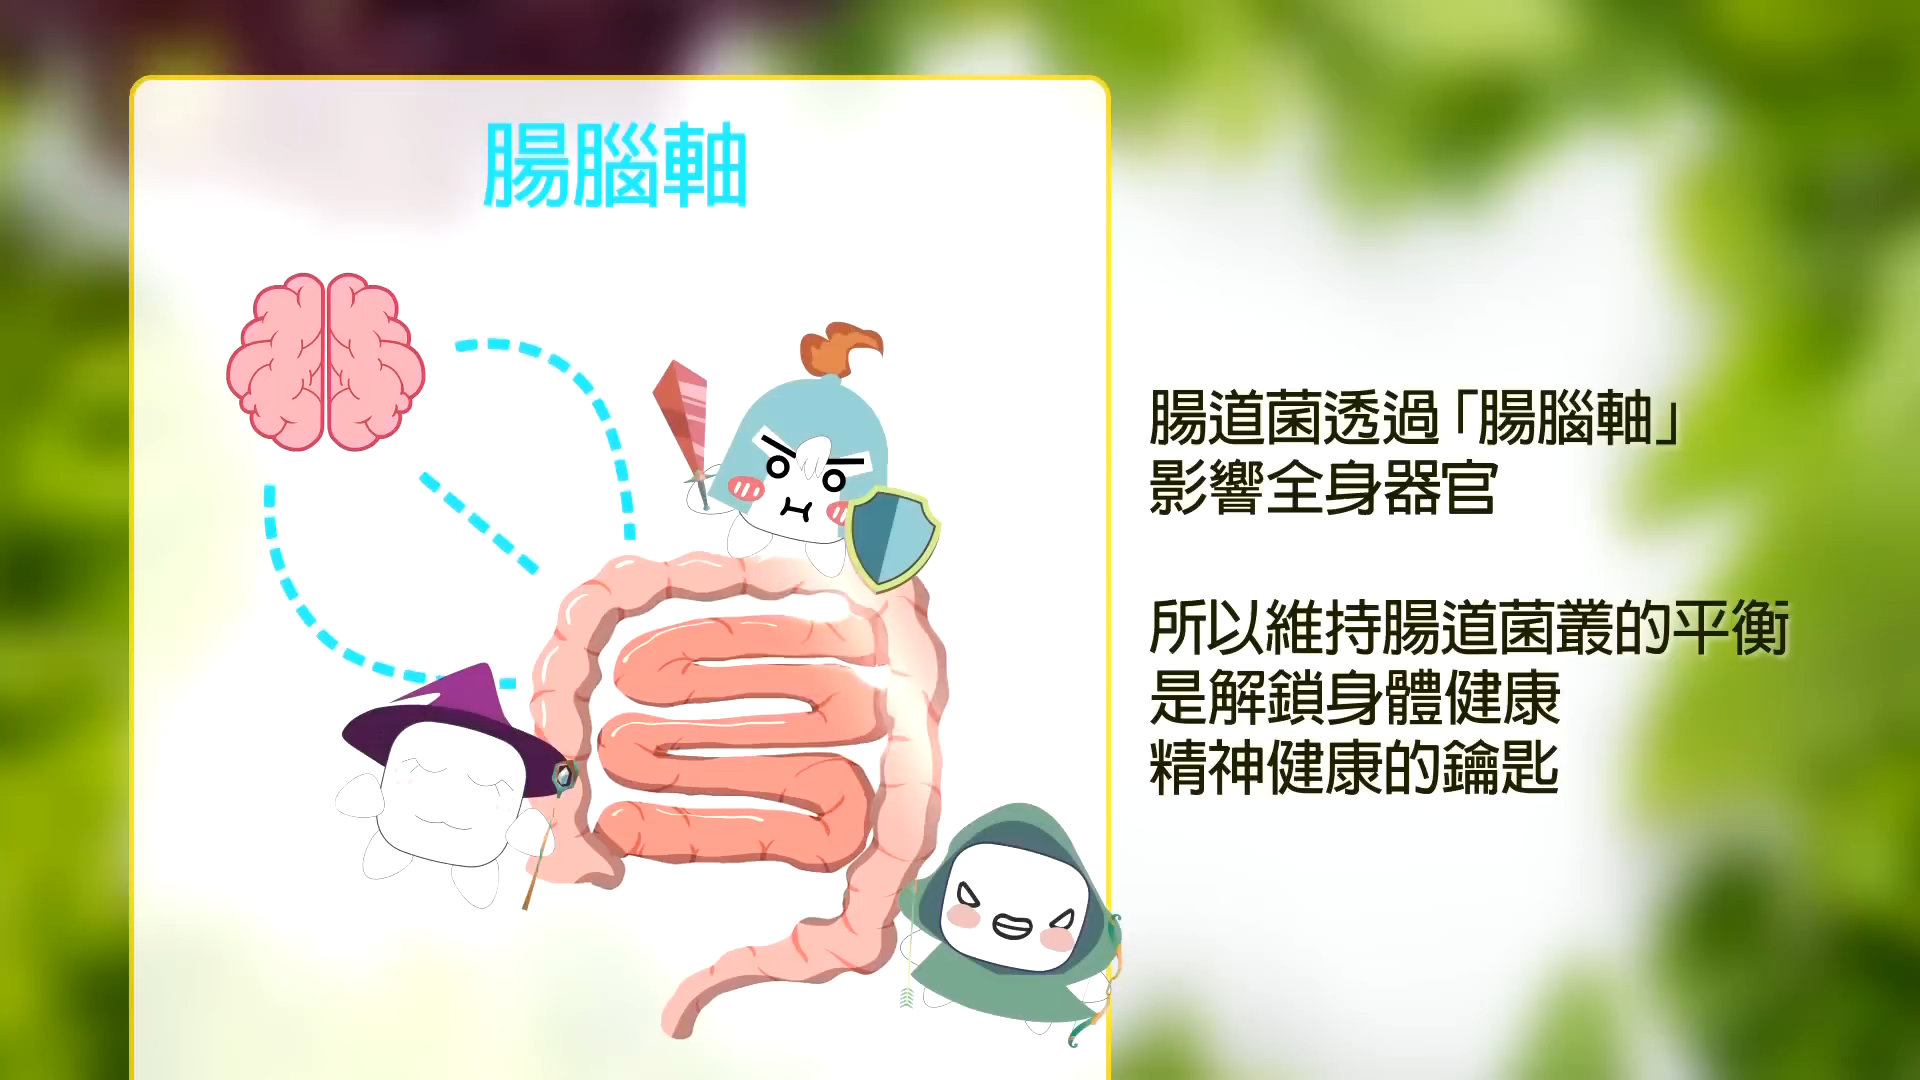 腸腦軸
腸道菌透過「腸腦軸」
影響全身器官
所以維持腸道菌叢的平衡
是解鎖身體健康
精神健康的鑰匙